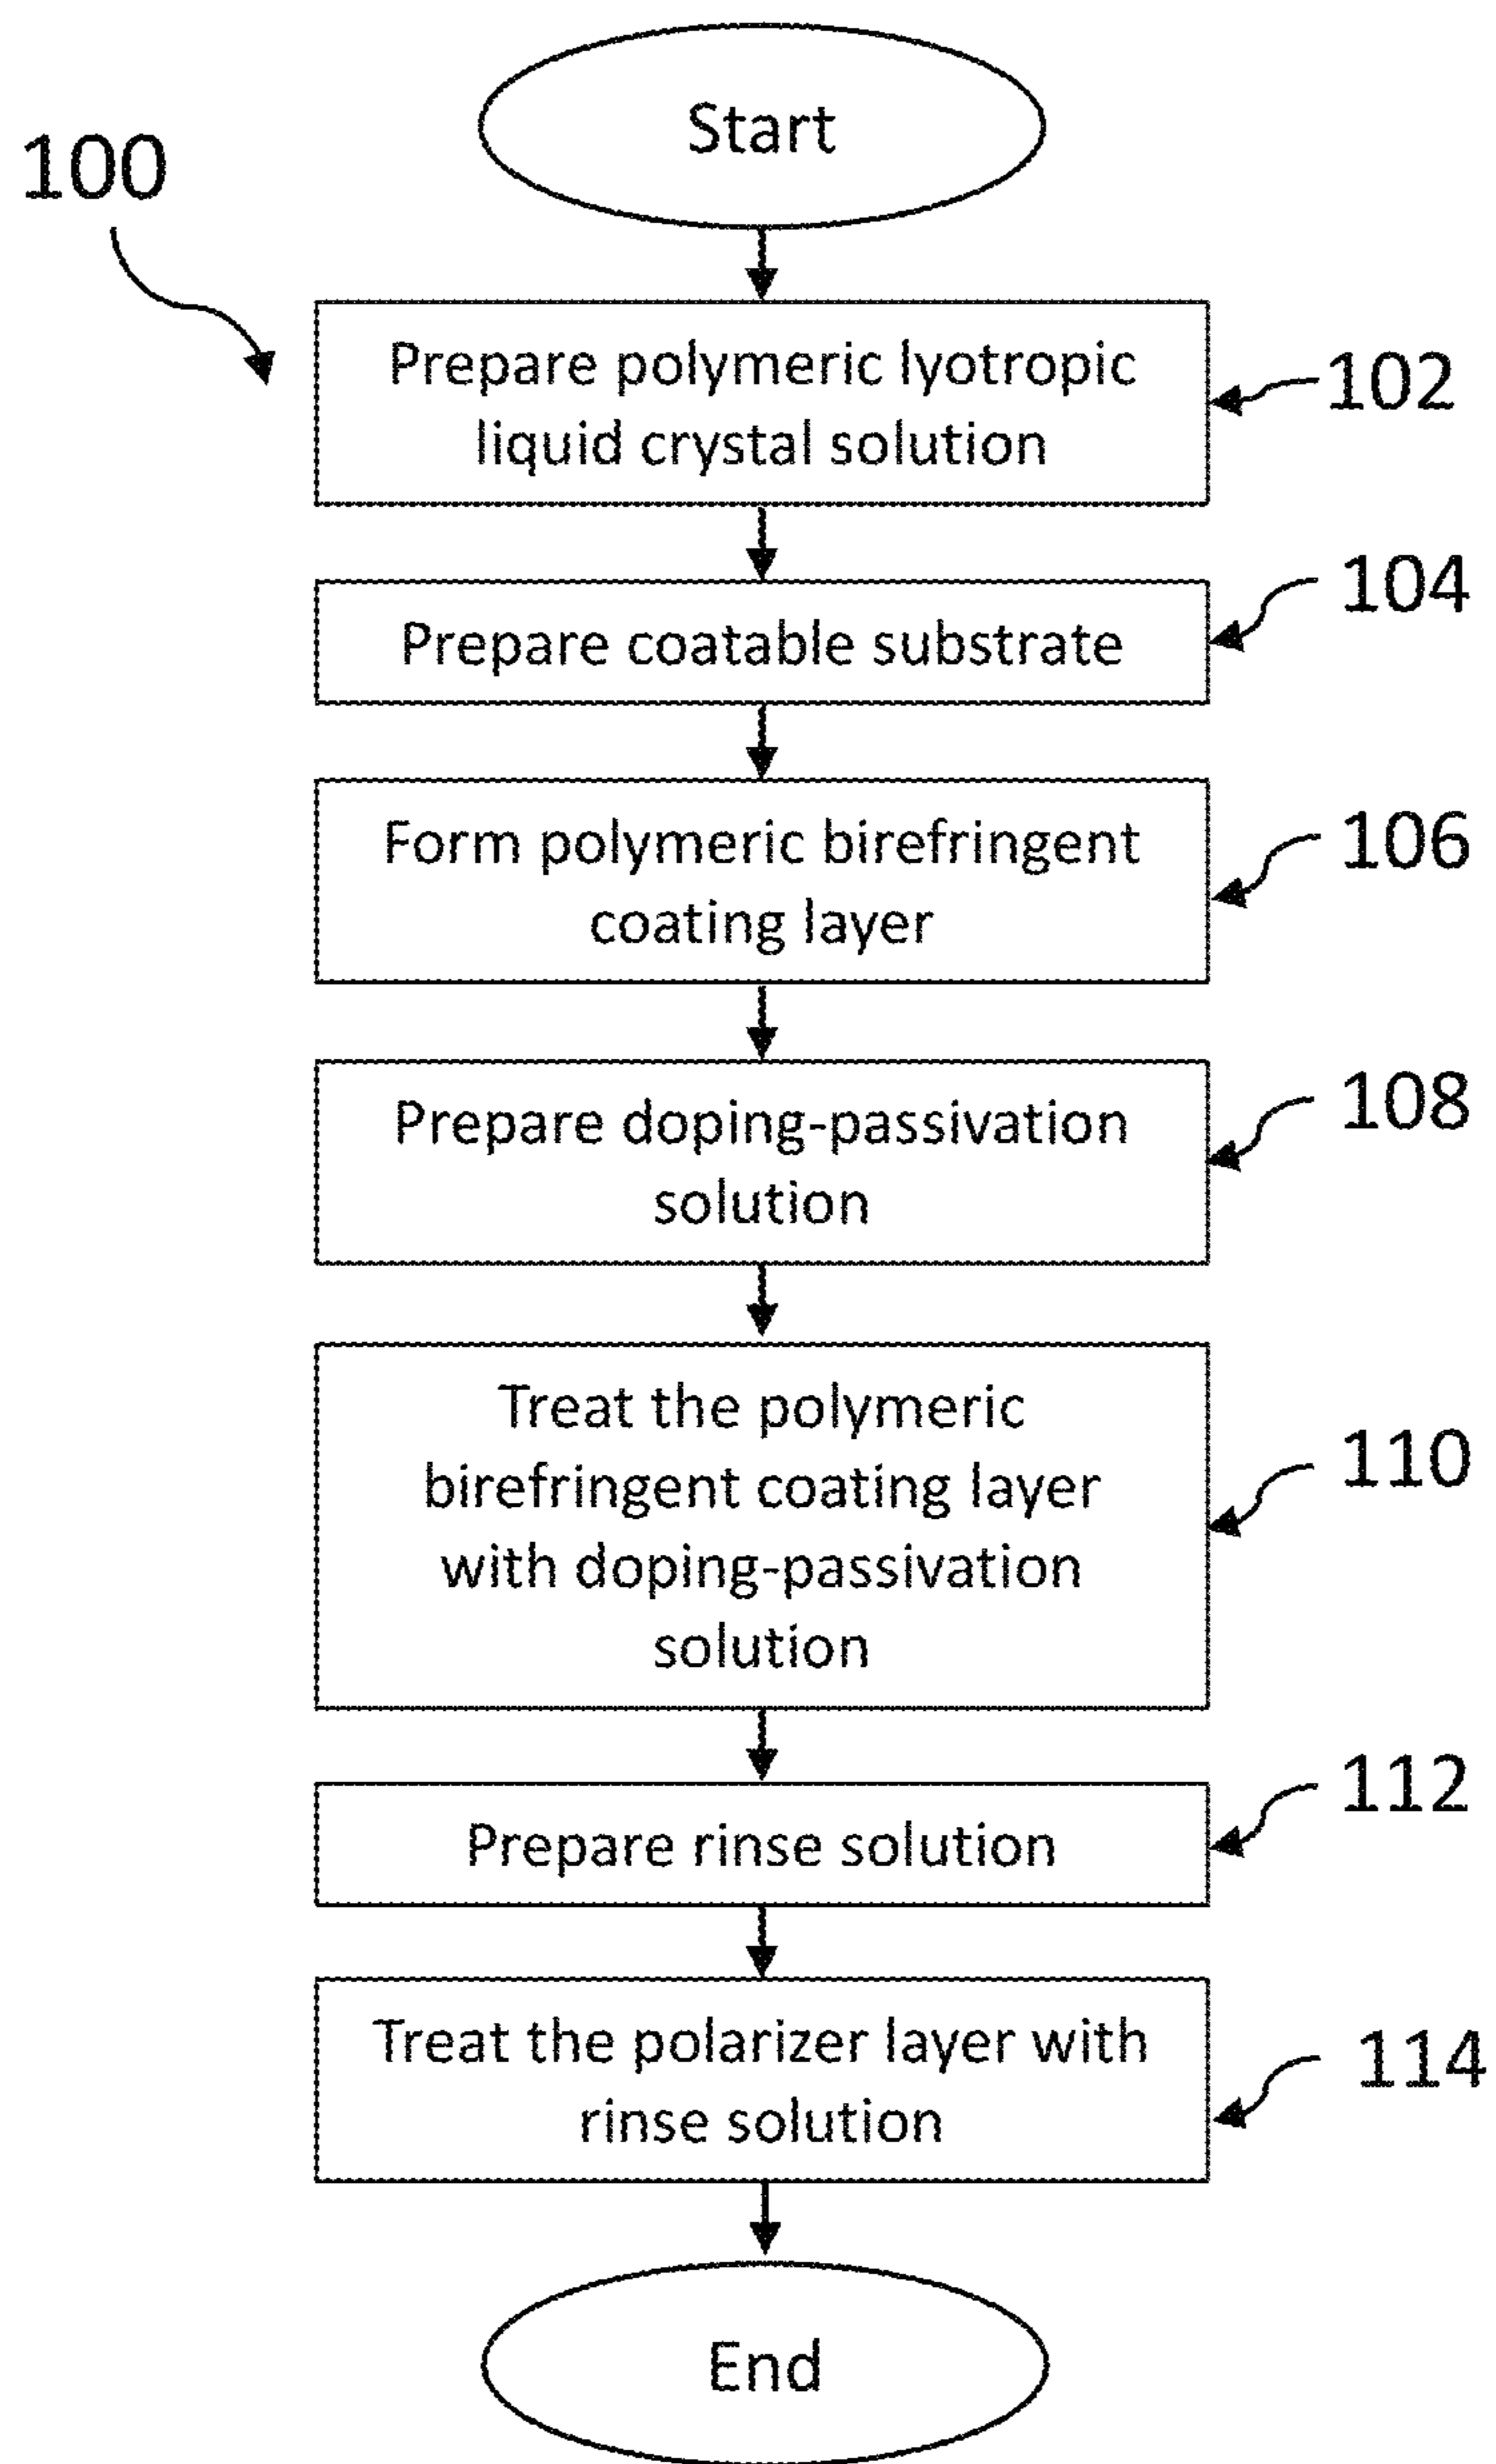 Start
100
Prepare polymeric lyotropic
liquid crystal solution
102
Prepare coatable substrate
104
Form polymeric birefringent
coating layer
106
Prepare doping-passivation
solution
108
Treat the polymeric
birefringent coating layer
with doping-passivation
solution
110
Prepare rinse solution
112
Treat the polarizer layer with
rinse solution
114
End